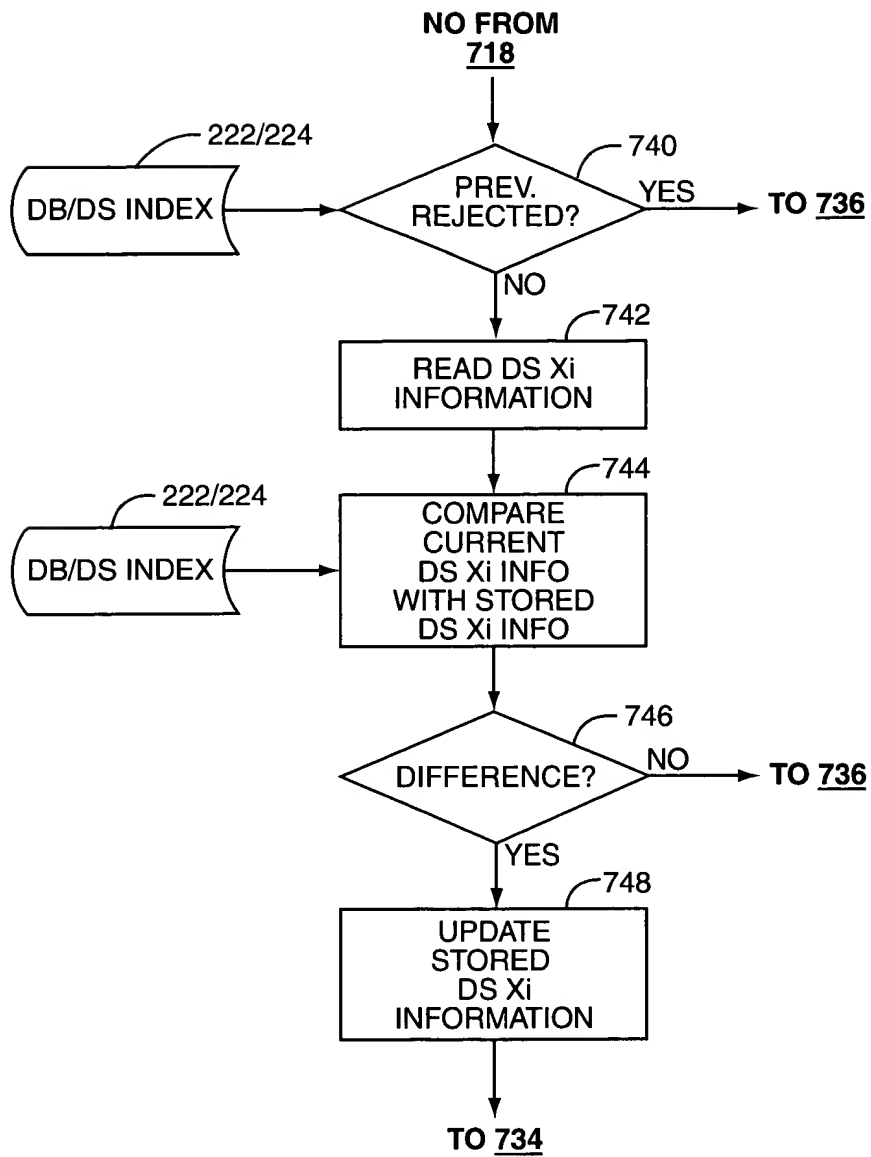 NO FROM
718
222/224
740
DB/DS INDEX
PREV.
REJECTED?
YES
TO 736
NO
742
READ DS Xi
INFORMATION
744
222/224
DB/DS INDEX
COMPARE
CURRENT
DS Xi INFO
WITH STORED
DS Xi INFO
746
DIFFERENCE?
NO
TO 736
YES
748
UPDATE
STORED
DS Xi
INFORMATION
TO 734